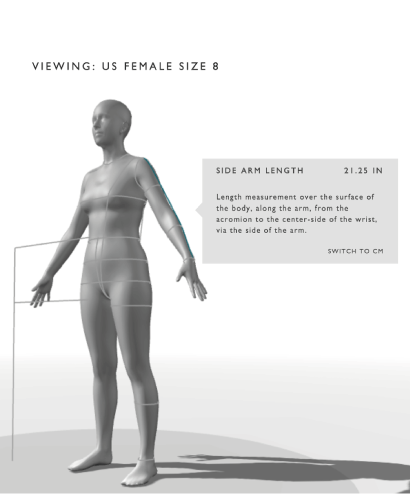 VIEWING: US FEMALE SIZE 8
SIDE ARM LENGTH 21.25 IN
Length measurement over the surface of
the body, along the arm, from the
acromion to the center-side of the wrist,
via the side of the arm.
SWITCH TO CM